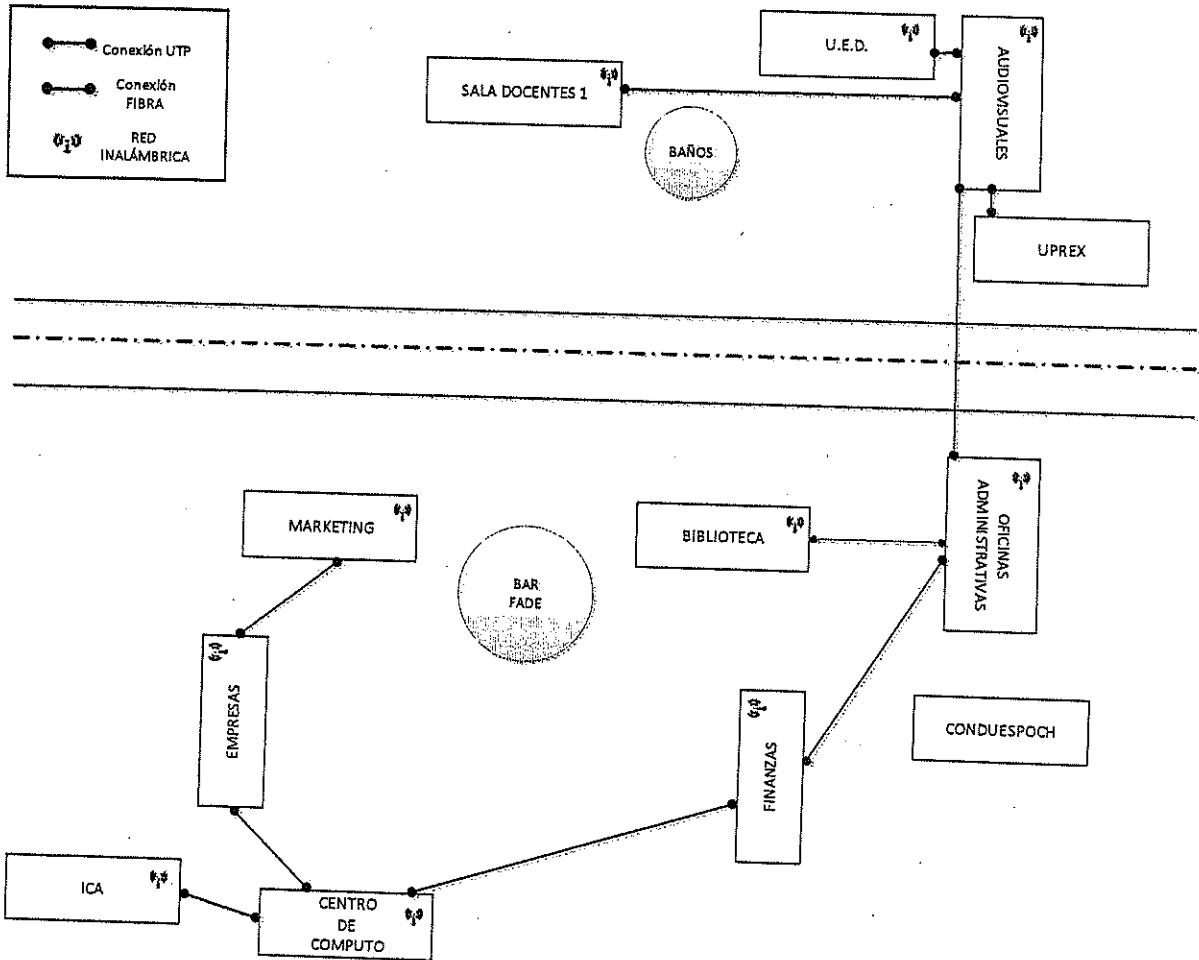 Conexión UTP
Conexión
FIBRA
RED
INALÁMBRICA
U.E.D.
AUDIOVISUALES
SALA DOCENTES 1
BAÑOS
UPREX
MARKETING
BIBLIOTECA
OFICINAS
ADMINISTRATIVAS
BAR
FADE
EMPRESAS
FINANZAS
CONDUESPOCH
ICA
CENTRO
DE
COMPUTO